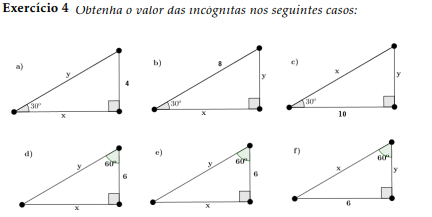 Exercício 4 Obtenha o valor das incógnitas nos seguintes casos:
a) y 4 30° x
b) 8 y 30° x
c) x y 30° 10
d) 60° y 6 x
e) 60° y 6 x
f) 60° x y 6